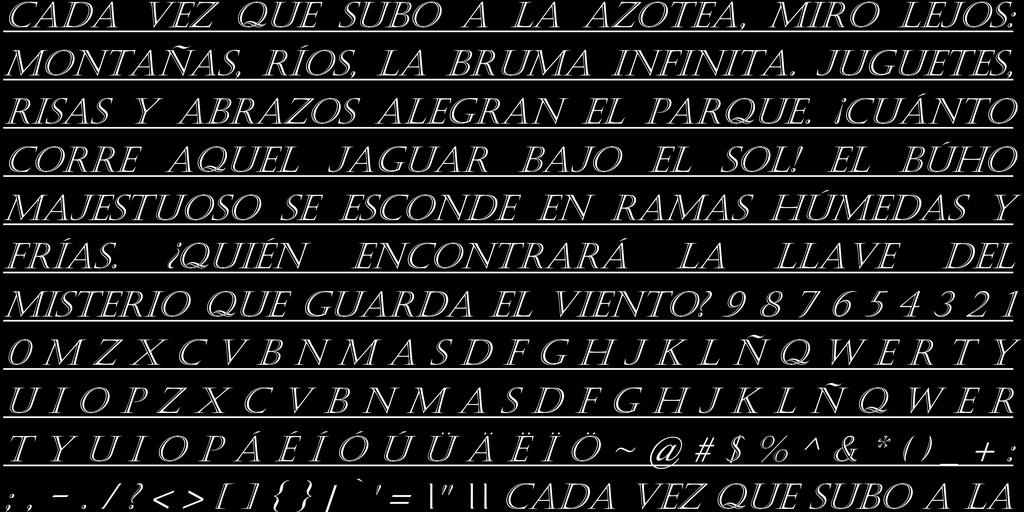 CADA VEZ QUE SUBO A LA AZOTEA, MIRO LEJOS:
MONTAÑAS, RÍOS, LA BRUMA INFINITA. JUGUETES,
RISAS Y ABRAZOS ALEGRAN EL PARQUE. ¡CUÁNTO
CORRE AQUEL JAGUAR BAJO EL SOL! EL BÚHO
MAJESTUOSO SE ESCONDE EN RAMAS HÚMEDAS Y
FRÍAS. ¿QUIÉN ENCONTRARÁ LA LLAVE DEL
MISTERIO QUE GUARDA EL VIENTO? 9 8 7 6 5 4 3 2 1
0 M Z X C V B N M A S D F G H J K L Ñ Q W E R T Y
U I O P Z X C V B N M A S D F G H J K L Ñ Q W E R
T Y U I O P Á É Í Ó Ú Ü Ä Ë Ï Ö ~ @ # $ % ^ & * ( ) _ + :
; , - . / ? < > [ ] { } | ` ' = \ " \\ CADA VEZ QUE SUBO A LA